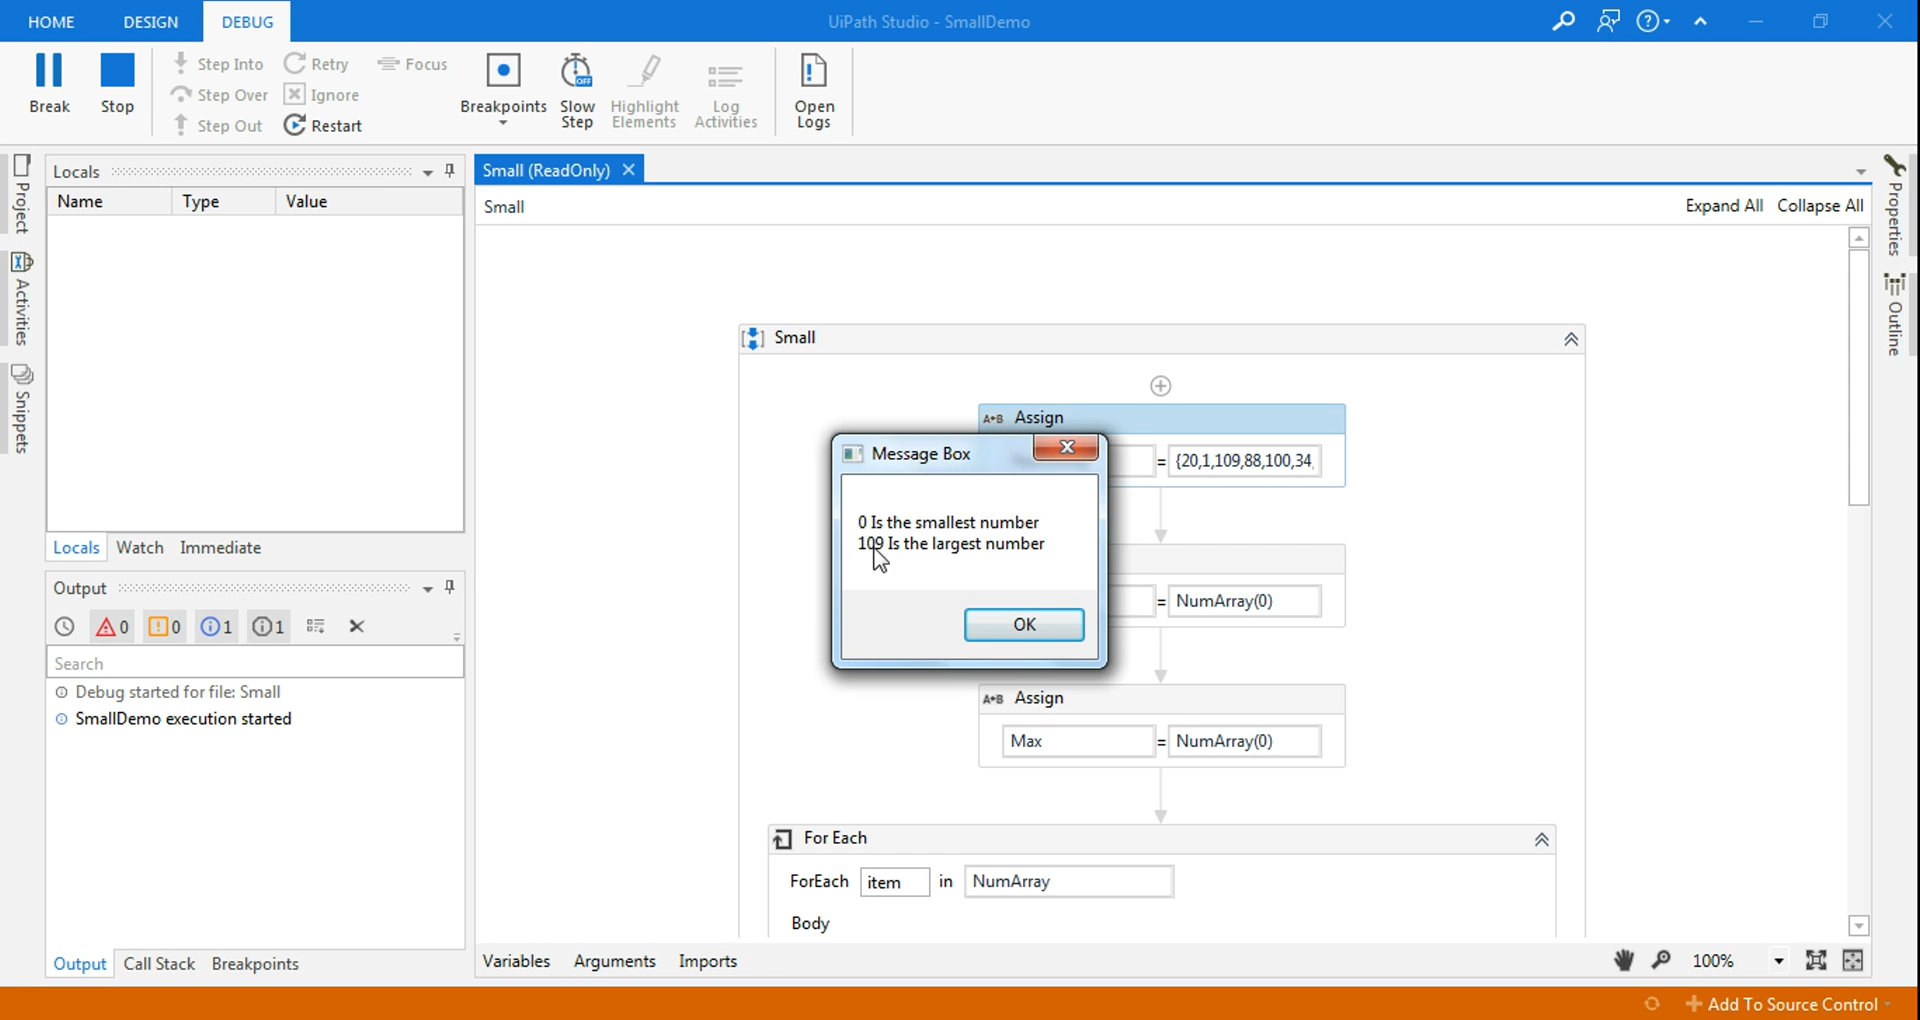 HOME DESIGN DEBUG UiPath Studio - SmallDemo
Break Stop Step Into Step Over Step Out Retry Ignore Restart Focus Breakpoints Slow Step Highlight Elements Log Activities Open Logs
OFF
Project
Activities
Snippets
Locals
Name Type Value
Locals Watch Immediate
Output
0 0 1 1
Search
Debug started for file: Small
SmallDemo execution started
Output Call Stack Breakpoints
Small (ReadOnly)
Small Expand All Collapse All
Small
A+B Assign
= {20,1,109,88,100,34,
Message Box
0 Is the smallest number
109 Is the largest number
OK
= NumArray(0)
A+B Assign
Max = NumArray(0)
For Each
ForEach item in NumArray
Body
Variables Arguments Imports 100%
Properties
Outline
Add To Source Control